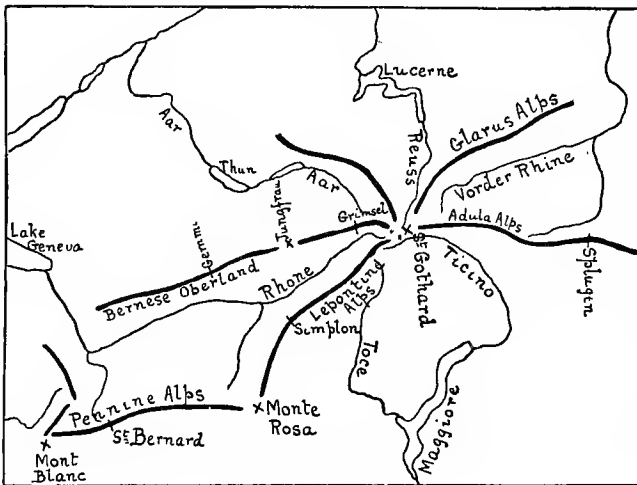 Lucerne
Aar
Reuss
Glarus Alps
Thun
Aar
Vorder Rhine
Jungfrau
Grimsel
Adula Alps
Lake
Geneva
Gemmi
St. Gothard
Ticino
Splugen
Bernese Oberland
Rhone
Lepontine
Alps
Simplon
Toce
Pennine Alps
Monte
Rosa
Maggiore
St. Bernard
Mont
Blanc